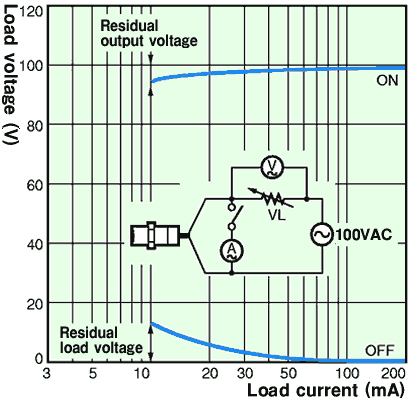 Load voltage (V)
120
100
80
60
40
20
0
Residual
output voltage
ON
V
VL
A
100VAC
Residual
load voltage
OFF
3 5 10 20 30 50 100 200
Load current (mA)